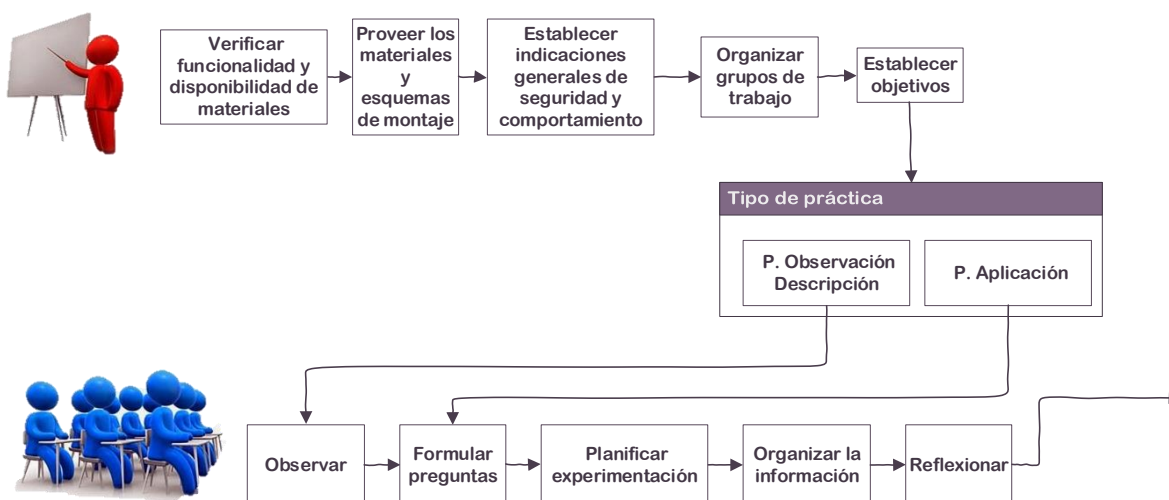 Verificar
funcionalidad y
disponibilidad de
materiales
Proveer los
materiales
y
esquemas
de montaje
Establecer
indicaciones
generales de
seguridad y
comportamiento
Organizar
grupos de
trabajo
Establecer
objetivos
Tipo de práctica
P. Observación
Descripción
P. Aplicación
Observar
Formular
preguntas
Planificar
experimentación
Organizar la
información
Reflexionar